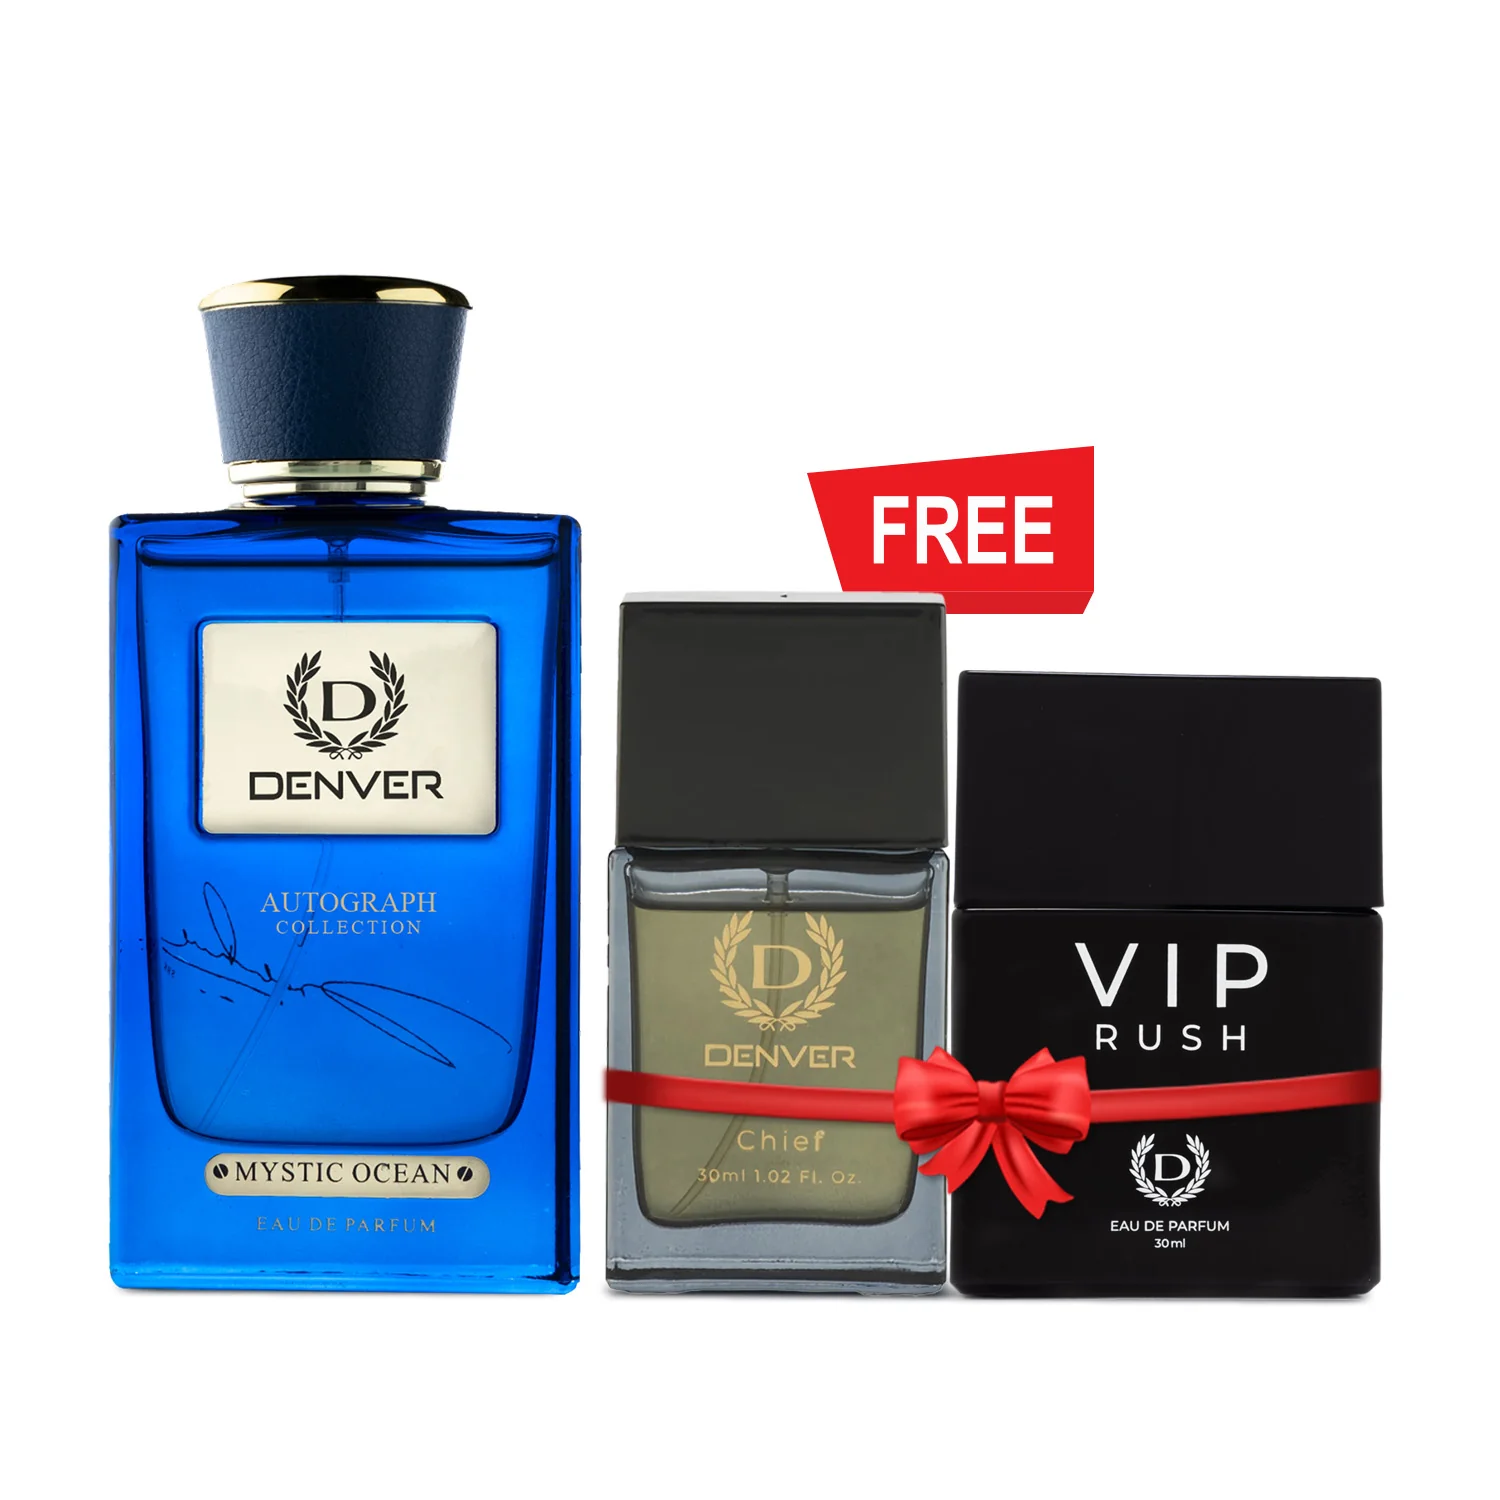 D
DENVER
AUTOGRAPH
COLLECTION
MYSTIC OCEAN
EAU DE PARFUM
FREE
D
DENVER
Chief
30ml 1.02 Fl. Oz.
VIP
RUSH
D
EAU DE PARFUM
30ml